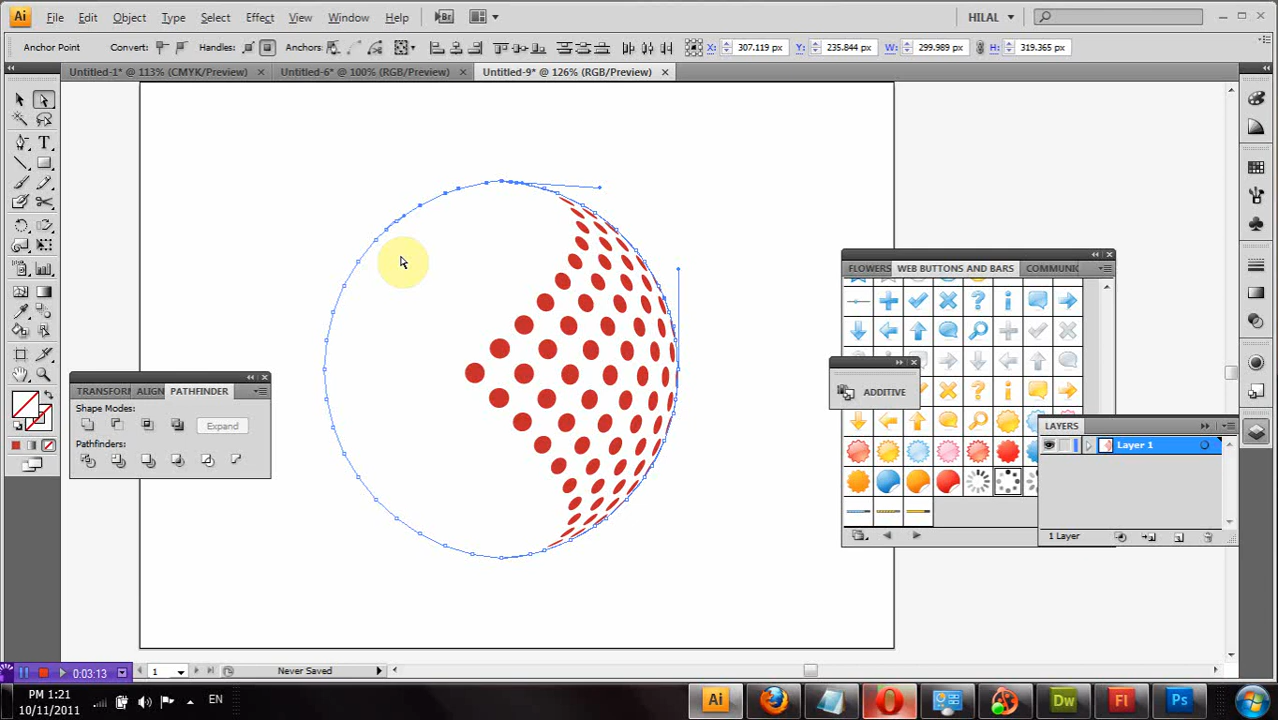 Ai File Edit Object Type Select Effect View Window Help Br HILAL
Anchor Point Convert: Handles: Anchors: X: 307.119 px Y: 235.844 px W: 299.989 px H: 319.365 px
Untitled-1* @ 113% (CMYK/Preview) Untitled-6* @ 100% (RGB/Preview) Untitled-9* @ 126% (RGB/Preview)
FLOWERS WEB BUTTONS AND BARS COMMUNIC
TRANSFORM ALIGN PATHFINDER
Shape Modes:
Expand
Pathfinders:
ADDITIVE
LAYERS
Layer 1
1 Layer
0:03:13 1 Never Saved
PM 1:21
10/11/2011 EN Ai Dw Fl Ps